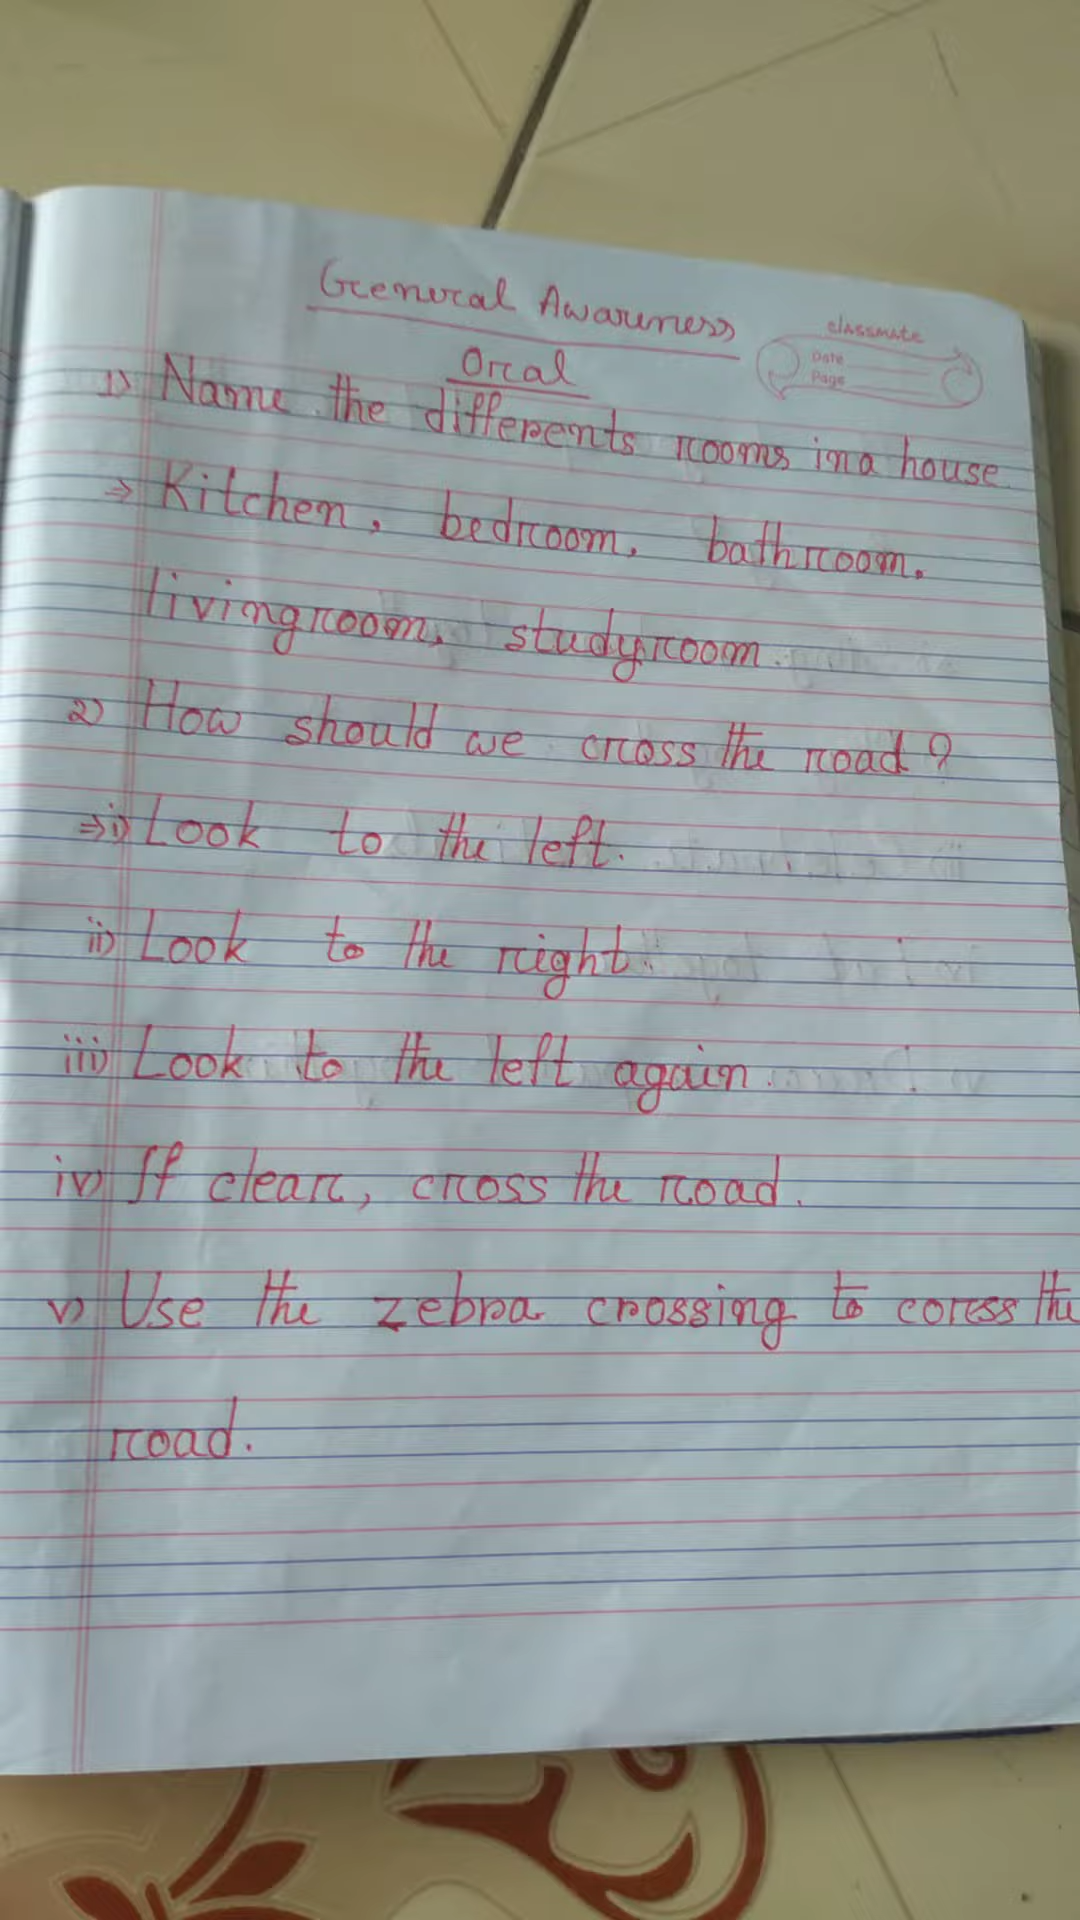 General Awareness
classmate
Date
Page
Oral
1) Name the differents rooms in a house
⇒ Kitchen, bedroom, bathroom,
livingroom, studyroom.
2) How should we cross the road?
⇒ i) Look to the left.
ii) Look to the right.
iii) Look to the left again.
iv) If clear, cross the road.
v) Use the zebra crossing to coress the
road.